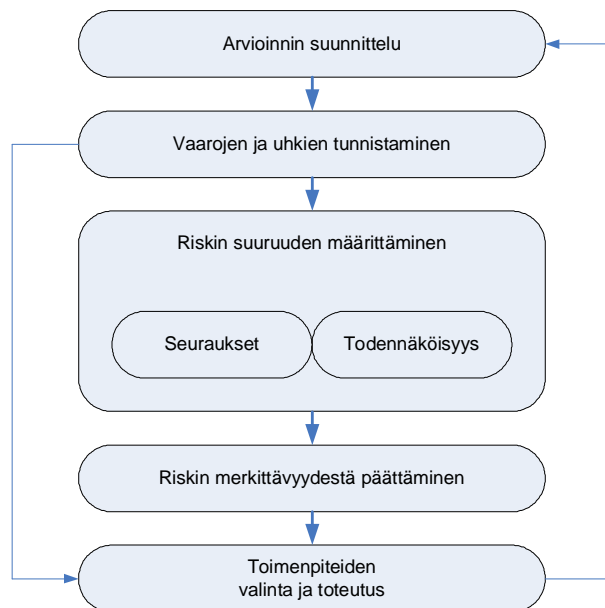 Arvioinnin suunnittelu
Vaarojen ja uhkien tunnistaminen
Riskin suuruuden määrittäminen
Seuraukset
Todennäköisyys
Riskin merkittävyydestä päättäminen
Toimenpiteiden
valinta ja toteutus